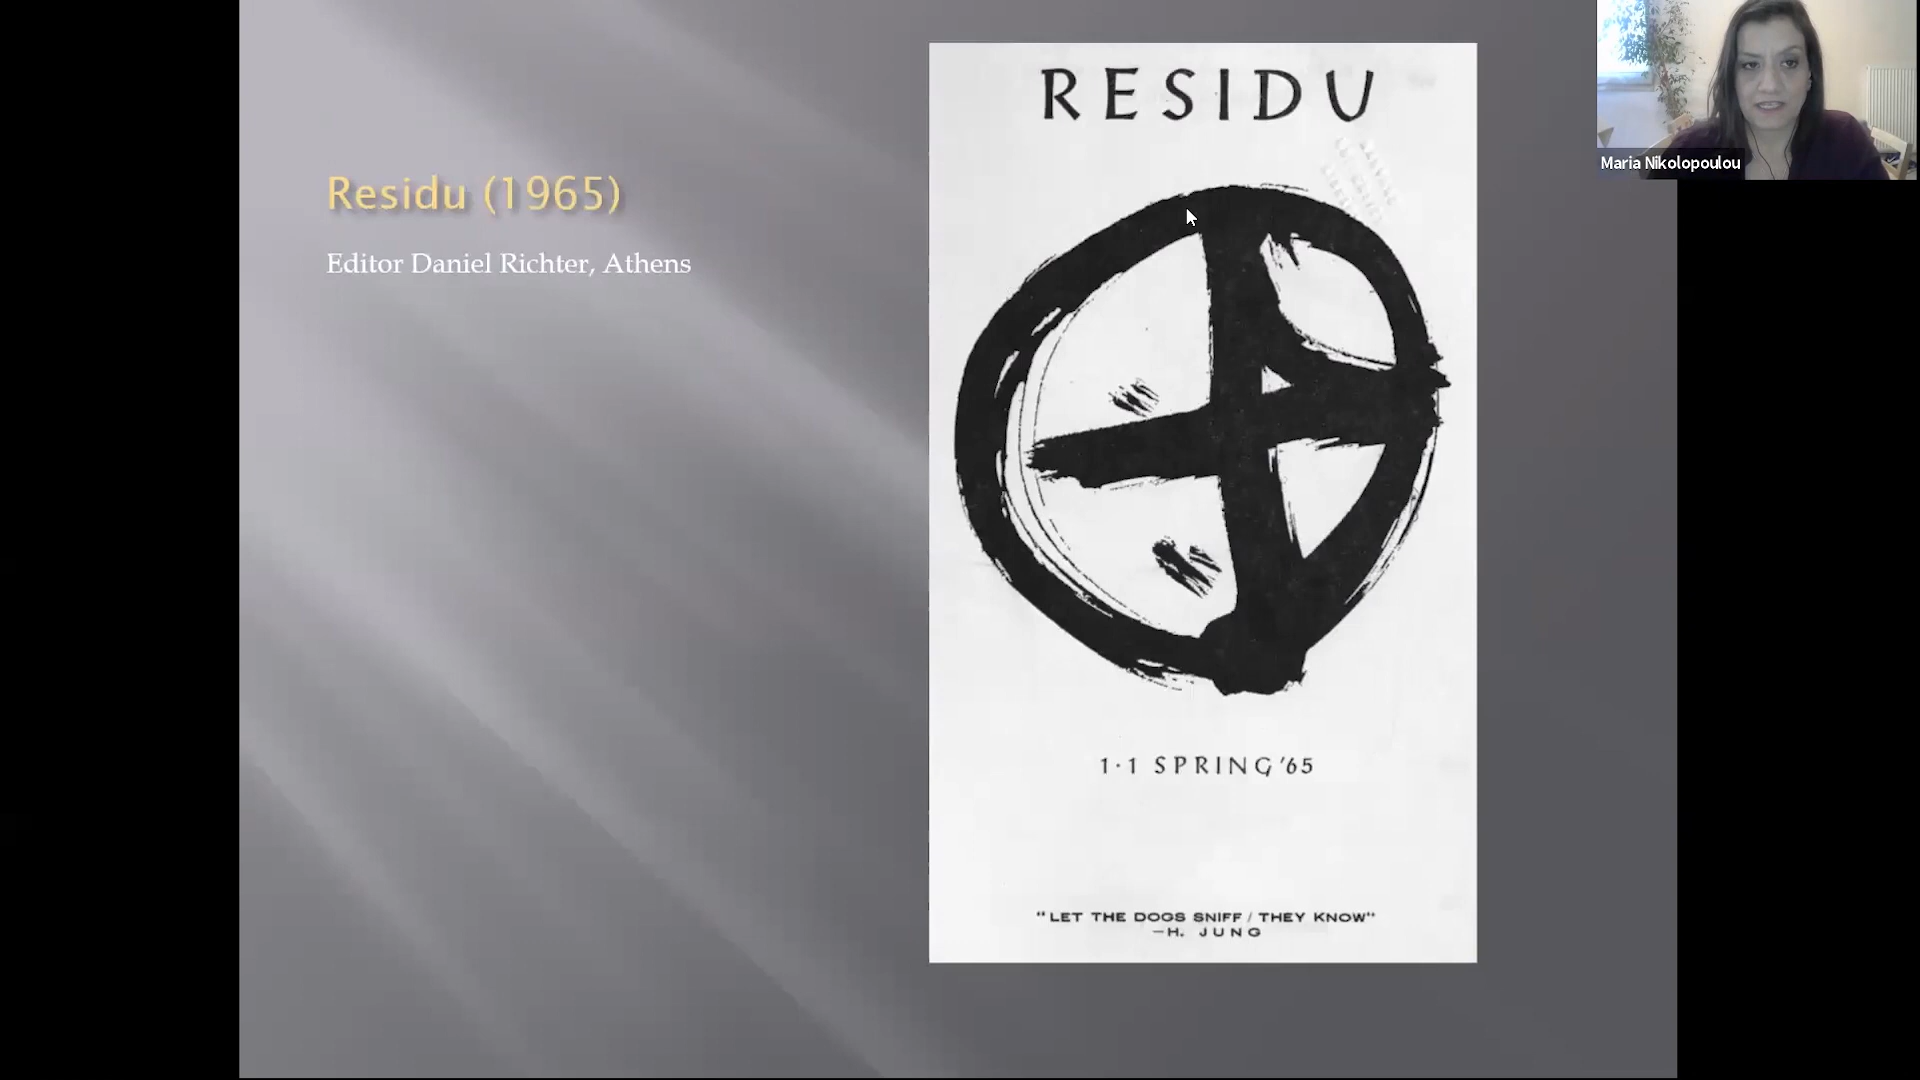 Residu (1965)
Editor Daniel Richter, Athens
RESIDU
1·1 SPRING '65
"LET THE DOGS SNIFF / THEY KNOW"
—H. JUNG
Maria Nikolopoulou